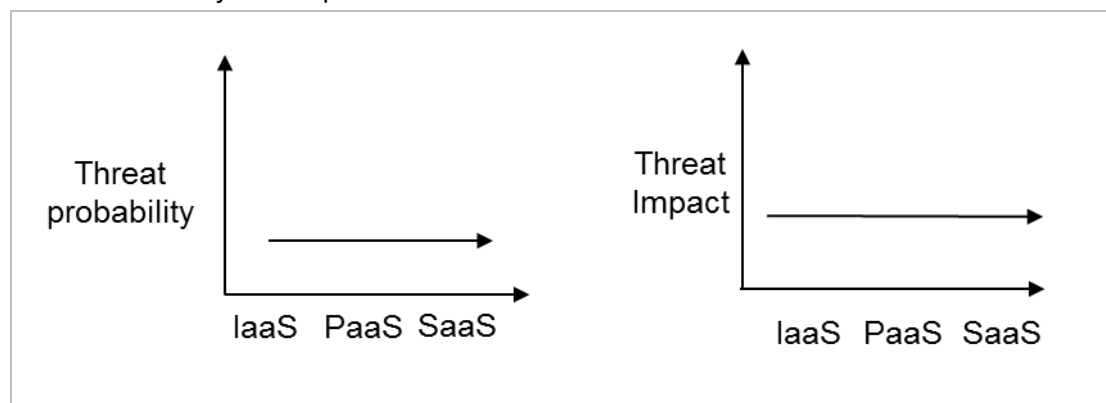 Threat
probability
IaaS PaaS SaaS
Threat
Impact
IaaS PaaS SaaS